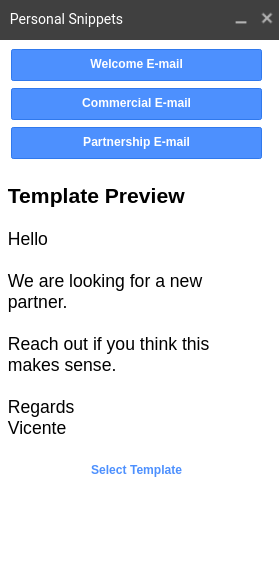 Personal Snippets
Welcome E-mail
Commercial E-mail
Partnership E-mail
Template Preview
Hello
We are looking for a new
partner.
Reach out if you think this
makes sense.
Regards
Vicente
Select Template